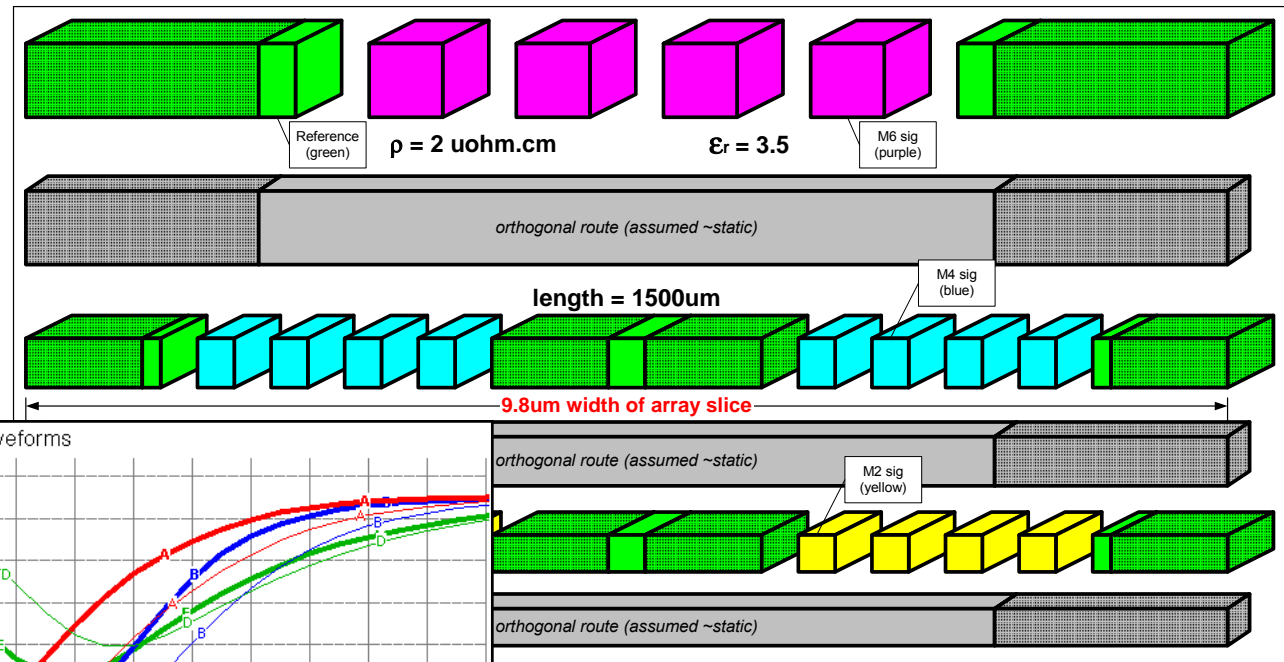 Reference
(green)
ρ = 2 uohm.cm
εr = 3.5
M6 sig
(purple)
orthogonal route (assumed ~static)
M4 sig
(blue)
length = 1500um
9.8um width of array slice
veforms
orthogonal route (assumed ~static)
M2 sig
(yellow)
A
A
B
B
D
D
A
B
A
E
D
B
orthogonal route (assumed ~static)